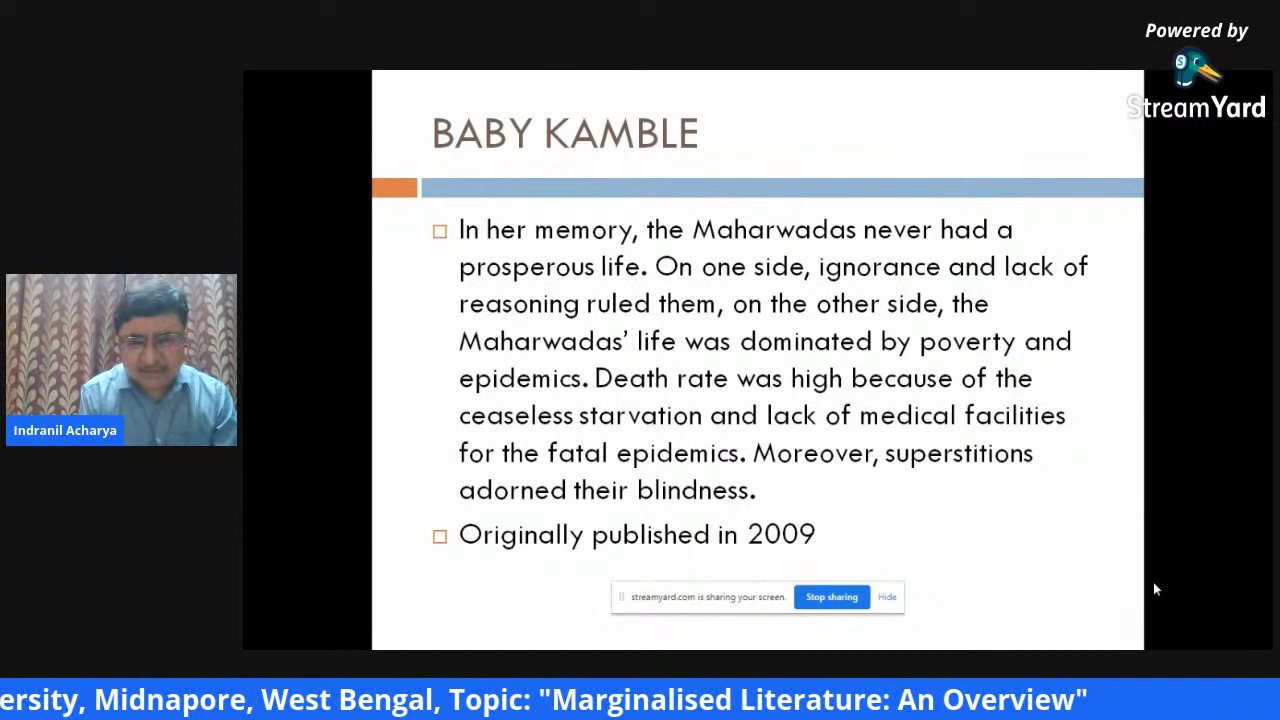 Powered by
StreamYard
BABY KAMBLE
In her memory, the Maharwadas never had a
prosperous life. On one side, ignorance and lack of
reasoning ruled them, on the other side, the
Maharwadas’ life was dominated by poverty and
epidemics. Death rate was high because of the
ceaseless starvation and lack of medical facilities
for the fatal epidemics. Moreover, superstitions
adorned their blindness.
Originally published in 2009
Indranil Acharya
streamyard.com is sharing your screen. Stop sharing Hide
ersity, Midnapore, West Bengal, Topic: "Marginalised Literature: An Overview"